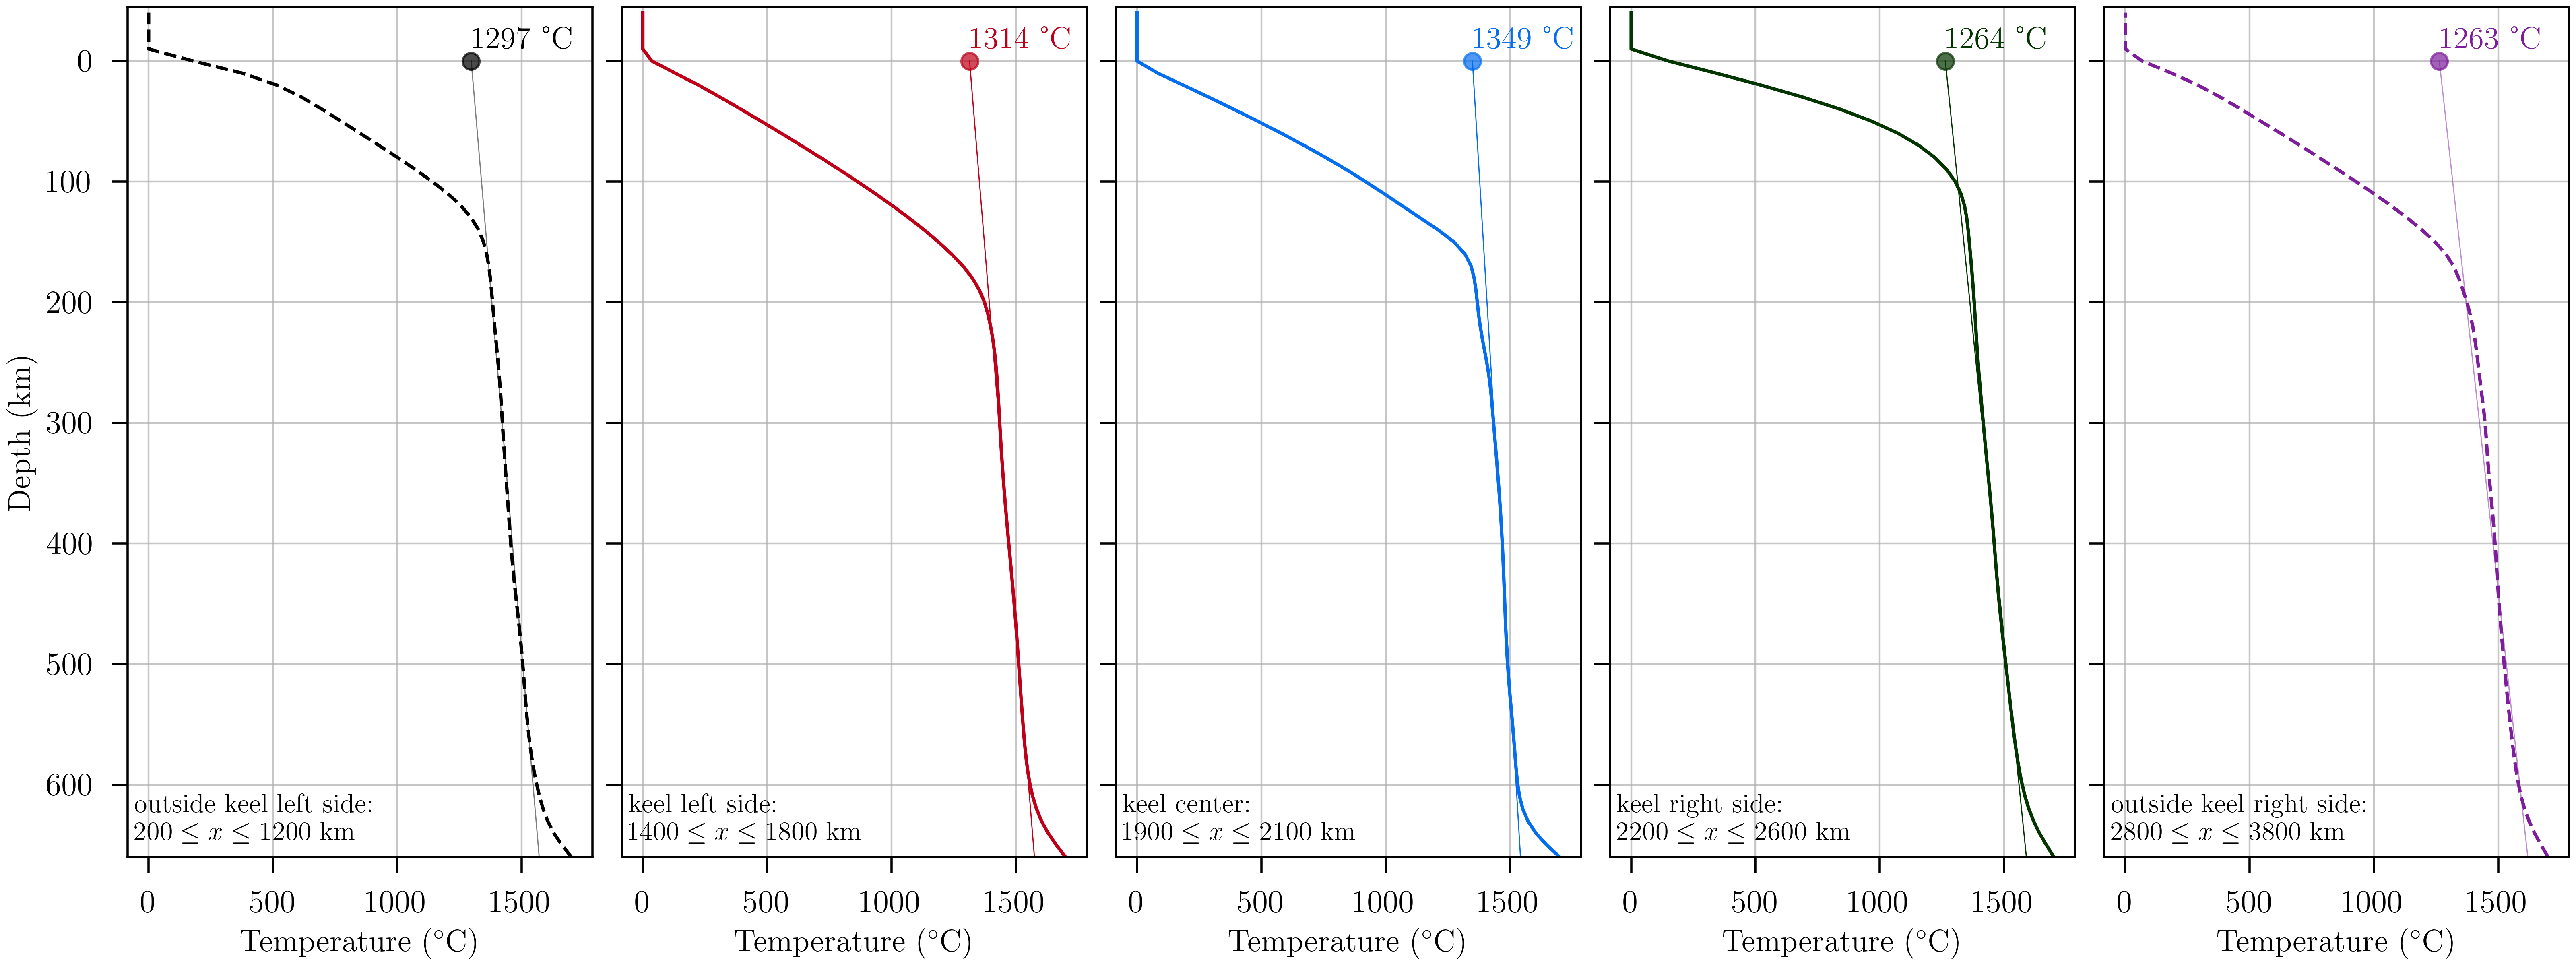 1297 °C
1314 °C
1349 °C
1264 °C
1263 °C
Depth (km)
0
100
200
300
400
500
600
outside keel left side:
200 ≤ x ≤ 1200 km
keel left side:
1400 ≤ x ≤ 1800 km
keel center:
1900 ≤ x ≤ 2100 km
keel right side:
2200 ≤ x ≤ 2600 km
outside keel right side:
2800 ≤ x ≤ 3800 km
0 500 1000 1500
0 500 1000 1500
0 500 1000 1500
0 500 1000 1500
0 500 1000 1500
Temperature (°C)
Temperature (°C)
Temperature (°C)
Temperature (°C)
Temperature (°C)